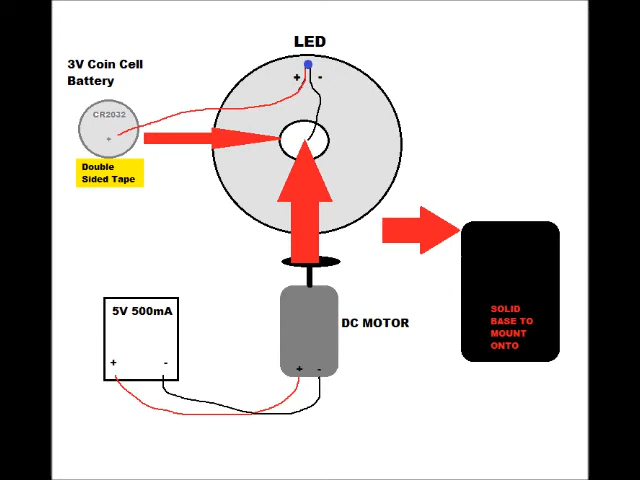 LED
3V Coin Cell
Battery
+ -
CR2032
+
Double
Sided Tape
5V 500mA
+ -
DC MOTOR
+ -
SOLID
BASE TO
MOUNT
ONTO